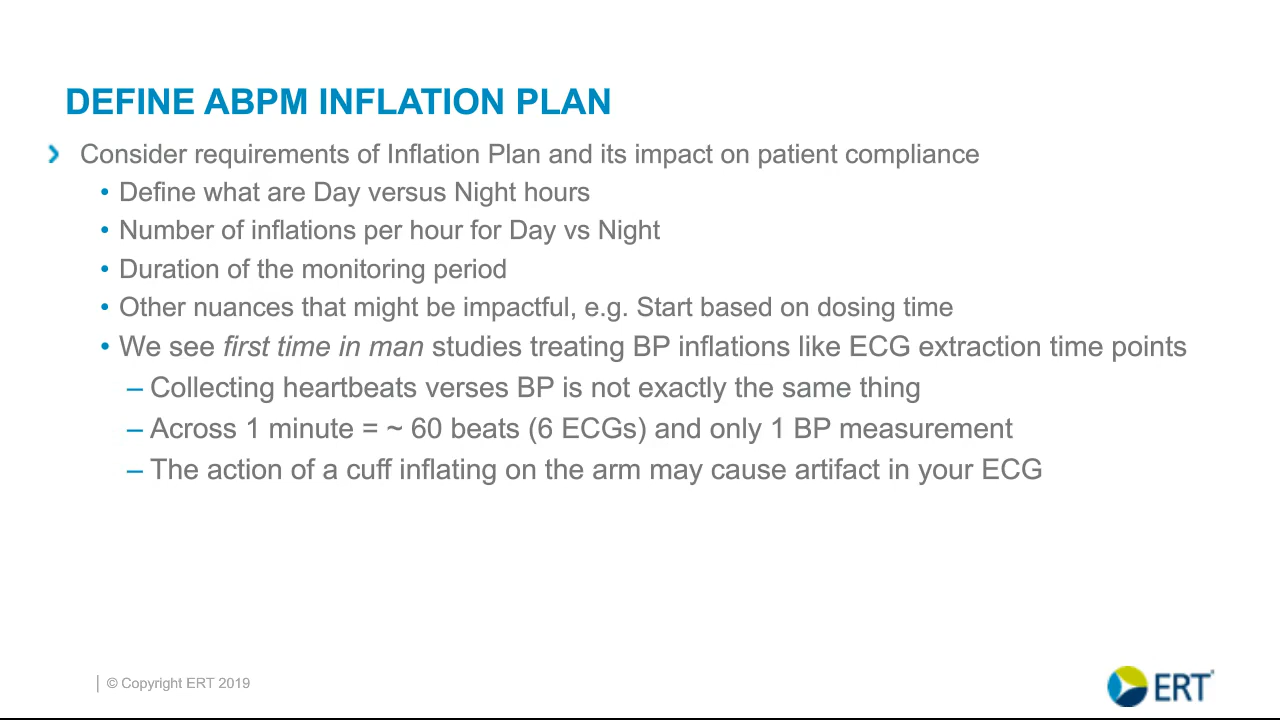 DEFINE ABPM INFLATION PLAN
Consider requirements of Inflation Plan and its impact on patient compliance
• Define what are Day versus Night hours
• Number of inflations per hour for Day vs Night
• Duration of the monitoring period
• Other nuances that might be impactful, e.g. Start based on dosing time
• We see first time in man studies treating BP inflations like ECG extraction time points
– Collecting heartbeats verses BP is not exactly the same thing
– Across 1 minute = ~ 60 beats (6 ECGs) and only 1 BP measurement
– The action of a cuff inflating on the arm may cause artifact in your ECG
© Copyright ERT 2019
ERT